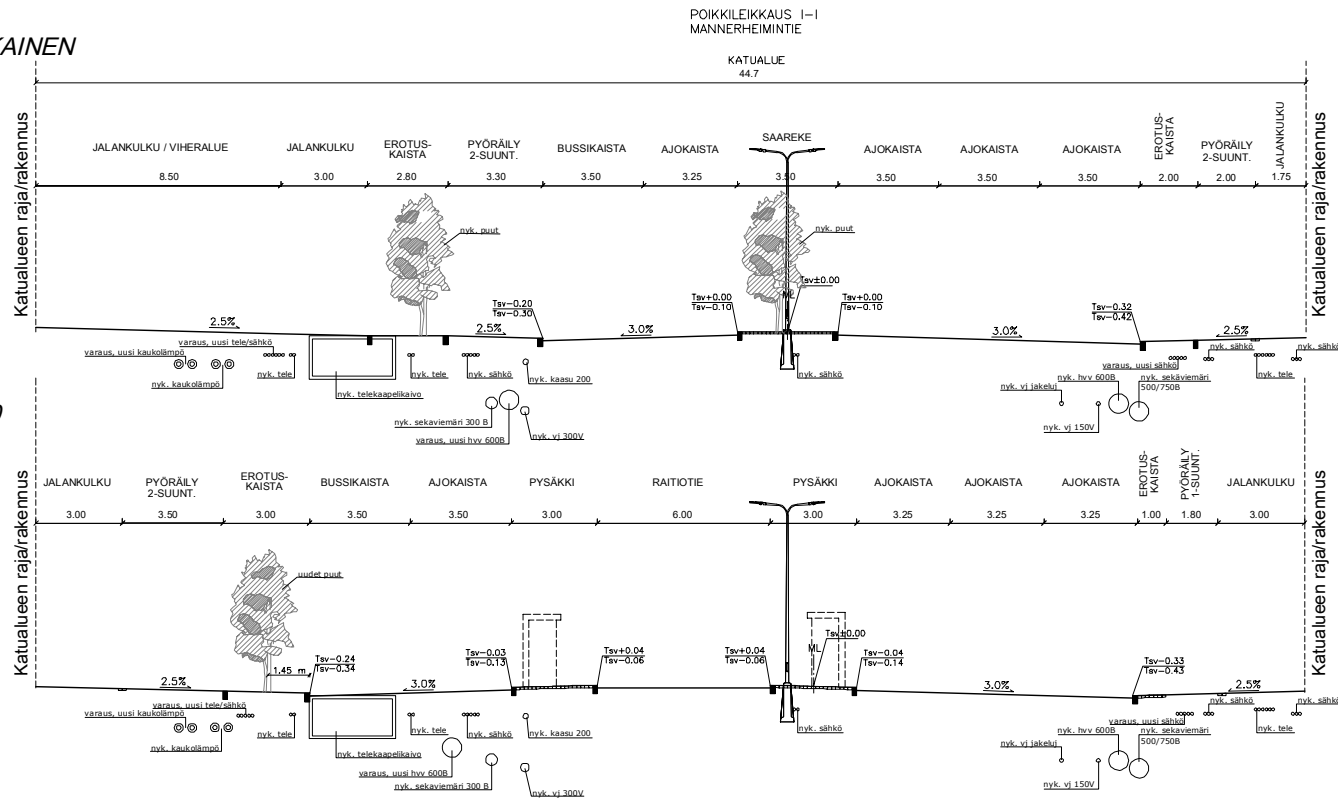 POIKKILEIKKAUS I-I
MANNERHEIMINTIE
KAINEN
KATUALUE
44.7
Katualueen raja/rakennus
JALANKULKU / VIHERALUE
JALANKULKU
EROTUS-
KAISTA
PYÖRÄILY
2-SUUNT.
BUSSIKAISTA
AJOKAISTA
SAAREKE
AJOKAISTA
AJOKAISTA
AJOKAISTA
EROTUS-
KAISTA
PYÖRÄILY
2-SUUNT.
JALANKULKU
Katualueen raja/rakennus
8.50
3.00
2.80
3.30
3.50
3.25
3.50
3.50
3.50
3.50
2.00
2.00
1.75
nyk. puut
nyk. puut
Tsv±0.00
ML
Tsv-0.20
Tsv-0.30
Tsv+0.00
Tsv-0.10
Tsv+0.00
Tsv-0.10
Tsv-0.32
Tsv-0.42
2.5%
2.5%
3.0%
3.0%
2.5%
varaus, uusi tele/sähkö
varaus, uusi kaukolämpö
nyk. kaukolämpö
nyk. tele
nyk. telekaapelikaivo
nyk. tele
nyk. sähkö
nyk. kaasu 200
nyk. sekaviemäri 300 B
varaus, uusi hvv 600B
nyk. vj 300V
nyk. sähkö
nyk. vj jakelu
nyk. hvv 600B
nyk. vj 150V
varaus, uusi sähkö
nyk. sekäviemäri
500/750B
nyk. sähkö
nyk. tele
nyk. sähkö
Katualueen raja/rakennus
JALANKULKU
PYÖRÄILY
2-SUUNT.
EROTUS-
KAISTA
BUSSIKAISTA
AJOKAISTA
PYSÄKKI
RAITIOTIE
PYSÄKKI
AJOKAISTA
AJOKAISTA
AJOKAISTA
EROTUS-
KAISTA
PYÖRÄILY
1-SUUNT.
JALANKULKU
Katualueen raja/rakennus
3.00
3.50
3.00
3.50
3.50
3.00
6.00
3.00
3.25
3.25
3.25
1.00
1.80
3.00
uudet puut
1.45 m
Tsv-0.24
Tsv-0.34
Tsv-0.03
Tsv-0.13
Tsv+0.04
Tsv-0.06
Tsv+0.04
Tsv-0.06
Tsv±0.00
ML
Tsv-0.04
Tsv-0.14
Tsv-0.33
Tsv-0.43
2.5%
3.0%
3.0%
2.5%
varaus, uusi tele/sähkö
varaus, uusi kaukolämpö
nyk. kaukolämpö
nyk. tele
nyk. telekaapelikaivo
nyk. tele
nyk. sähkö
nyk. kaasu 200
varaus, uusi hvv 600B
nyk. sekaviemäri 300 B
nyk. vj 300V
nyk. sähkö
nyk. vj jakelu
nyk. hvv 600B
nyk. vj 150V
varaus, uusi sähkö
nyk. sekaviemäri
500/750B
nyk. sähkö
nyk. tele
nyk. sähkö